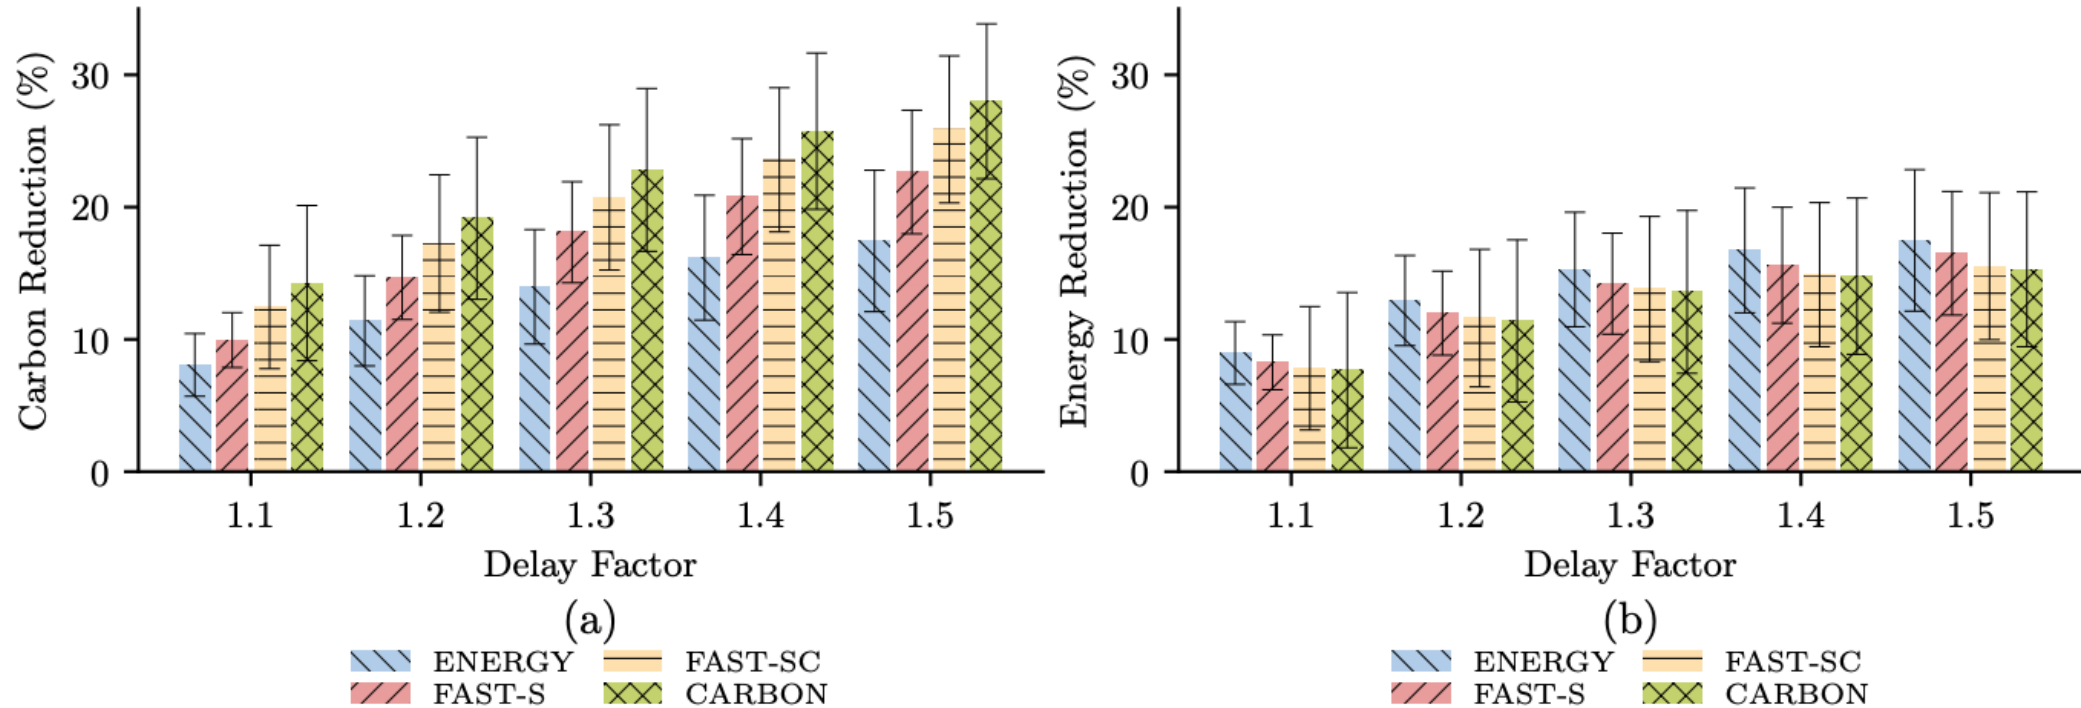 Carbon Reduction (%)
30
20
10
0
1.1 1.2 1.3 1.4 1.5
Delay Factor
(a)
ENERGY FAST-SC
FAST-S CARBON
Energy Reduction (%)
30
20
10
0
1.1 1.2 1.3 1.4 1.5
Delay Factor
(b)
ENERGY FAST-SC
FAST-S CARBON